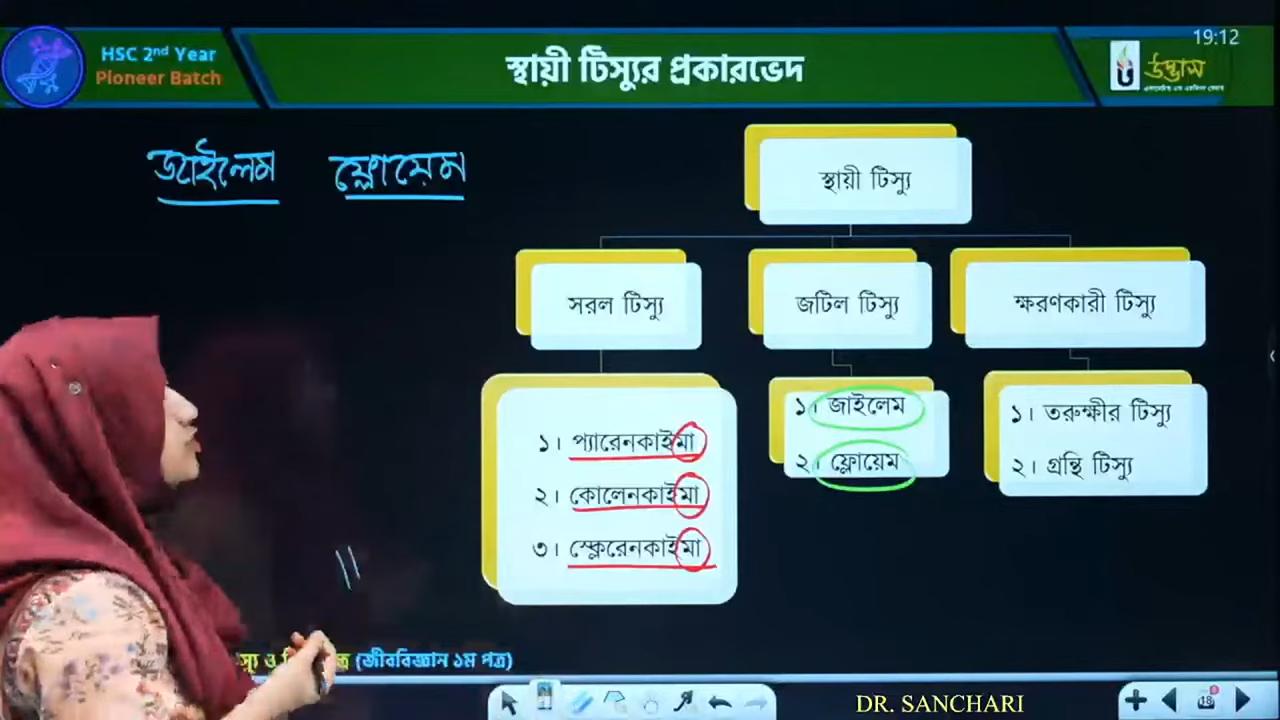 HSC 2nd Year
Pioneer Batch
স্থায়ী টিস্যুর প্রকারভেদ
19:12
উদ্ভাস
জাইলেম ফ্লোয়েম
স্থায়ী টিস্যু
সরল টিস্যু
জটিল টিস্যু
ক্ষরণকারী টিস্যু
১। প্যারেনকাইমা
২। কোলেনকাইমা
৩। স্ক্লেরেনকাইমা
১। জাইলেম
২। ফ্লোয়েম
১। তরুক্ষীর টিস্যু
২। গ্রন্থি টিস্যু
ও (জীববিজ্ঞান ১ম পত্র)
DR. SANCHARI
18